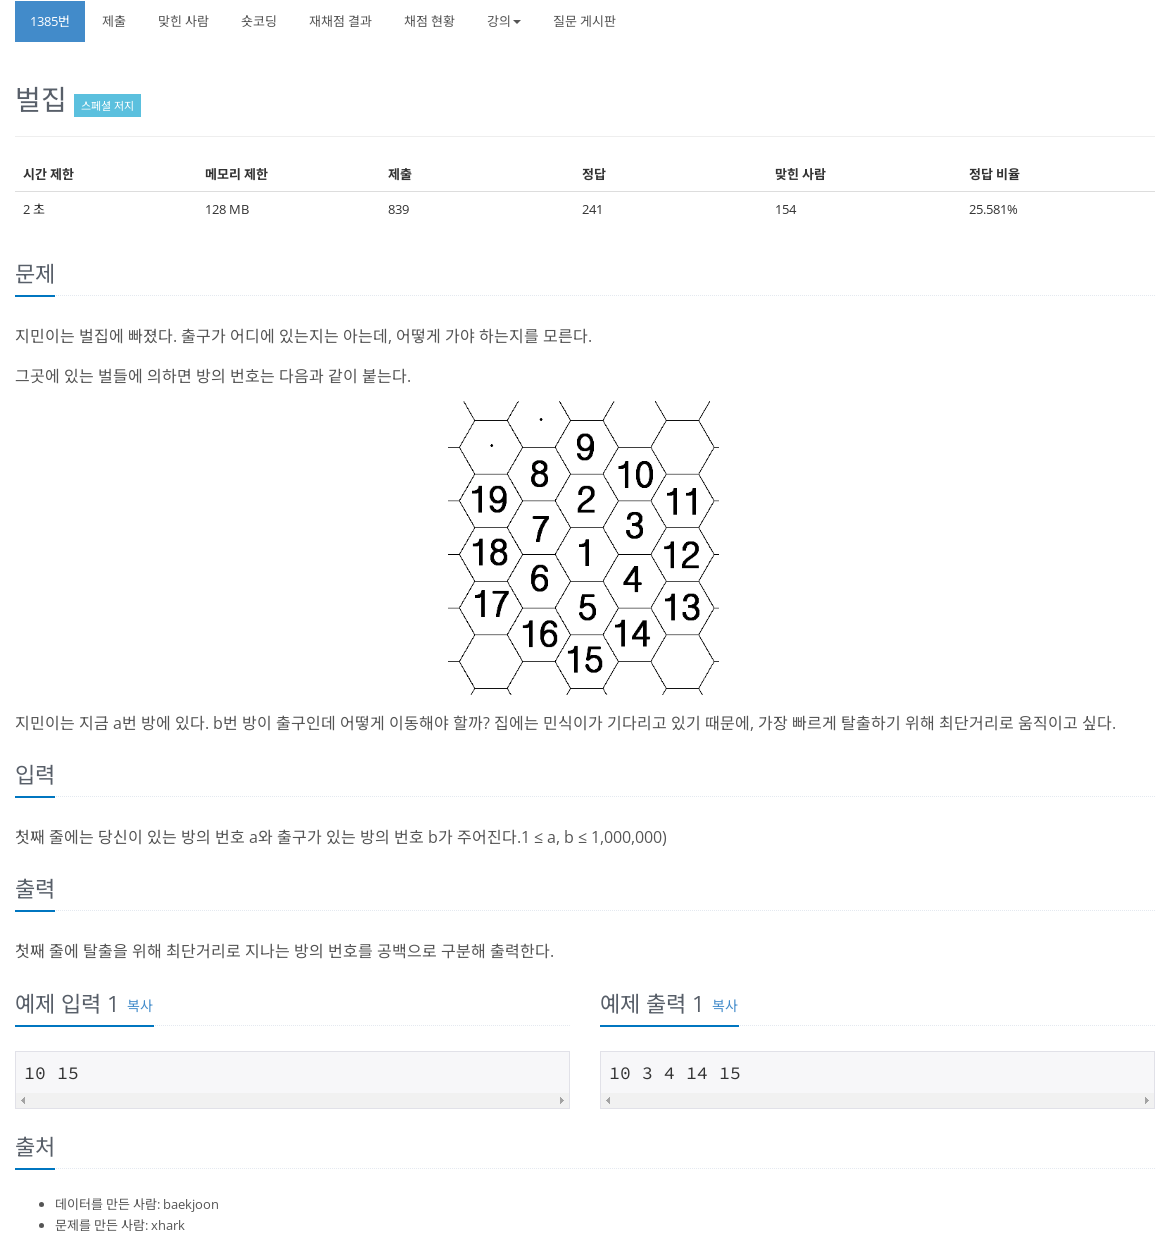 1385번 제출 맞힌 사람 숏코딩 재채점 결과 채점 현황 강의 질문 게시판
벌집 스페셜 저지
시간 제한 메모리 제한 제출 정답 맞힌 사람 정답 비율
2 초 128 MB 839 241 154 25.581%
문제
지민이는 벌집에 빠졌다. 출구가 어디에 있는지는 아는데, 어떻게 가야 하는지를 모른다.
그곳에 있는 벌들에 의하면 방의 번호는 다음과 같이 붙는다.
9
8 10
19 2 11
7 3
18 1 12
6 4
17 5 13
16 14
15
지민이는 지금 a번 방에 있다. b번 방이 출구인데 어떻게 이동해야 할까? 집에는 민식이가 기다리고 있기 때문에, 가장 빠르게 탈출하기 위해 최단거리로 움직이고 싶다.
입력
첫째 줄에는 당신이 있는 방의 번호 a와 출구가 있는 방의 번호 b가 주어진다.1 ≤ a, b ≤ 1,000,000)
출력
첫째 줄에 탈출을 위해 최단거리로 지나는 방의 번호를 공백으로 구분해 출력한다.
예제 입력 1 복사
10 15
예제 출력 1 복사
10 3 4 14 15
출처
데이터를 만든 사람: baekjoon
문제를 만든 사람: xhark